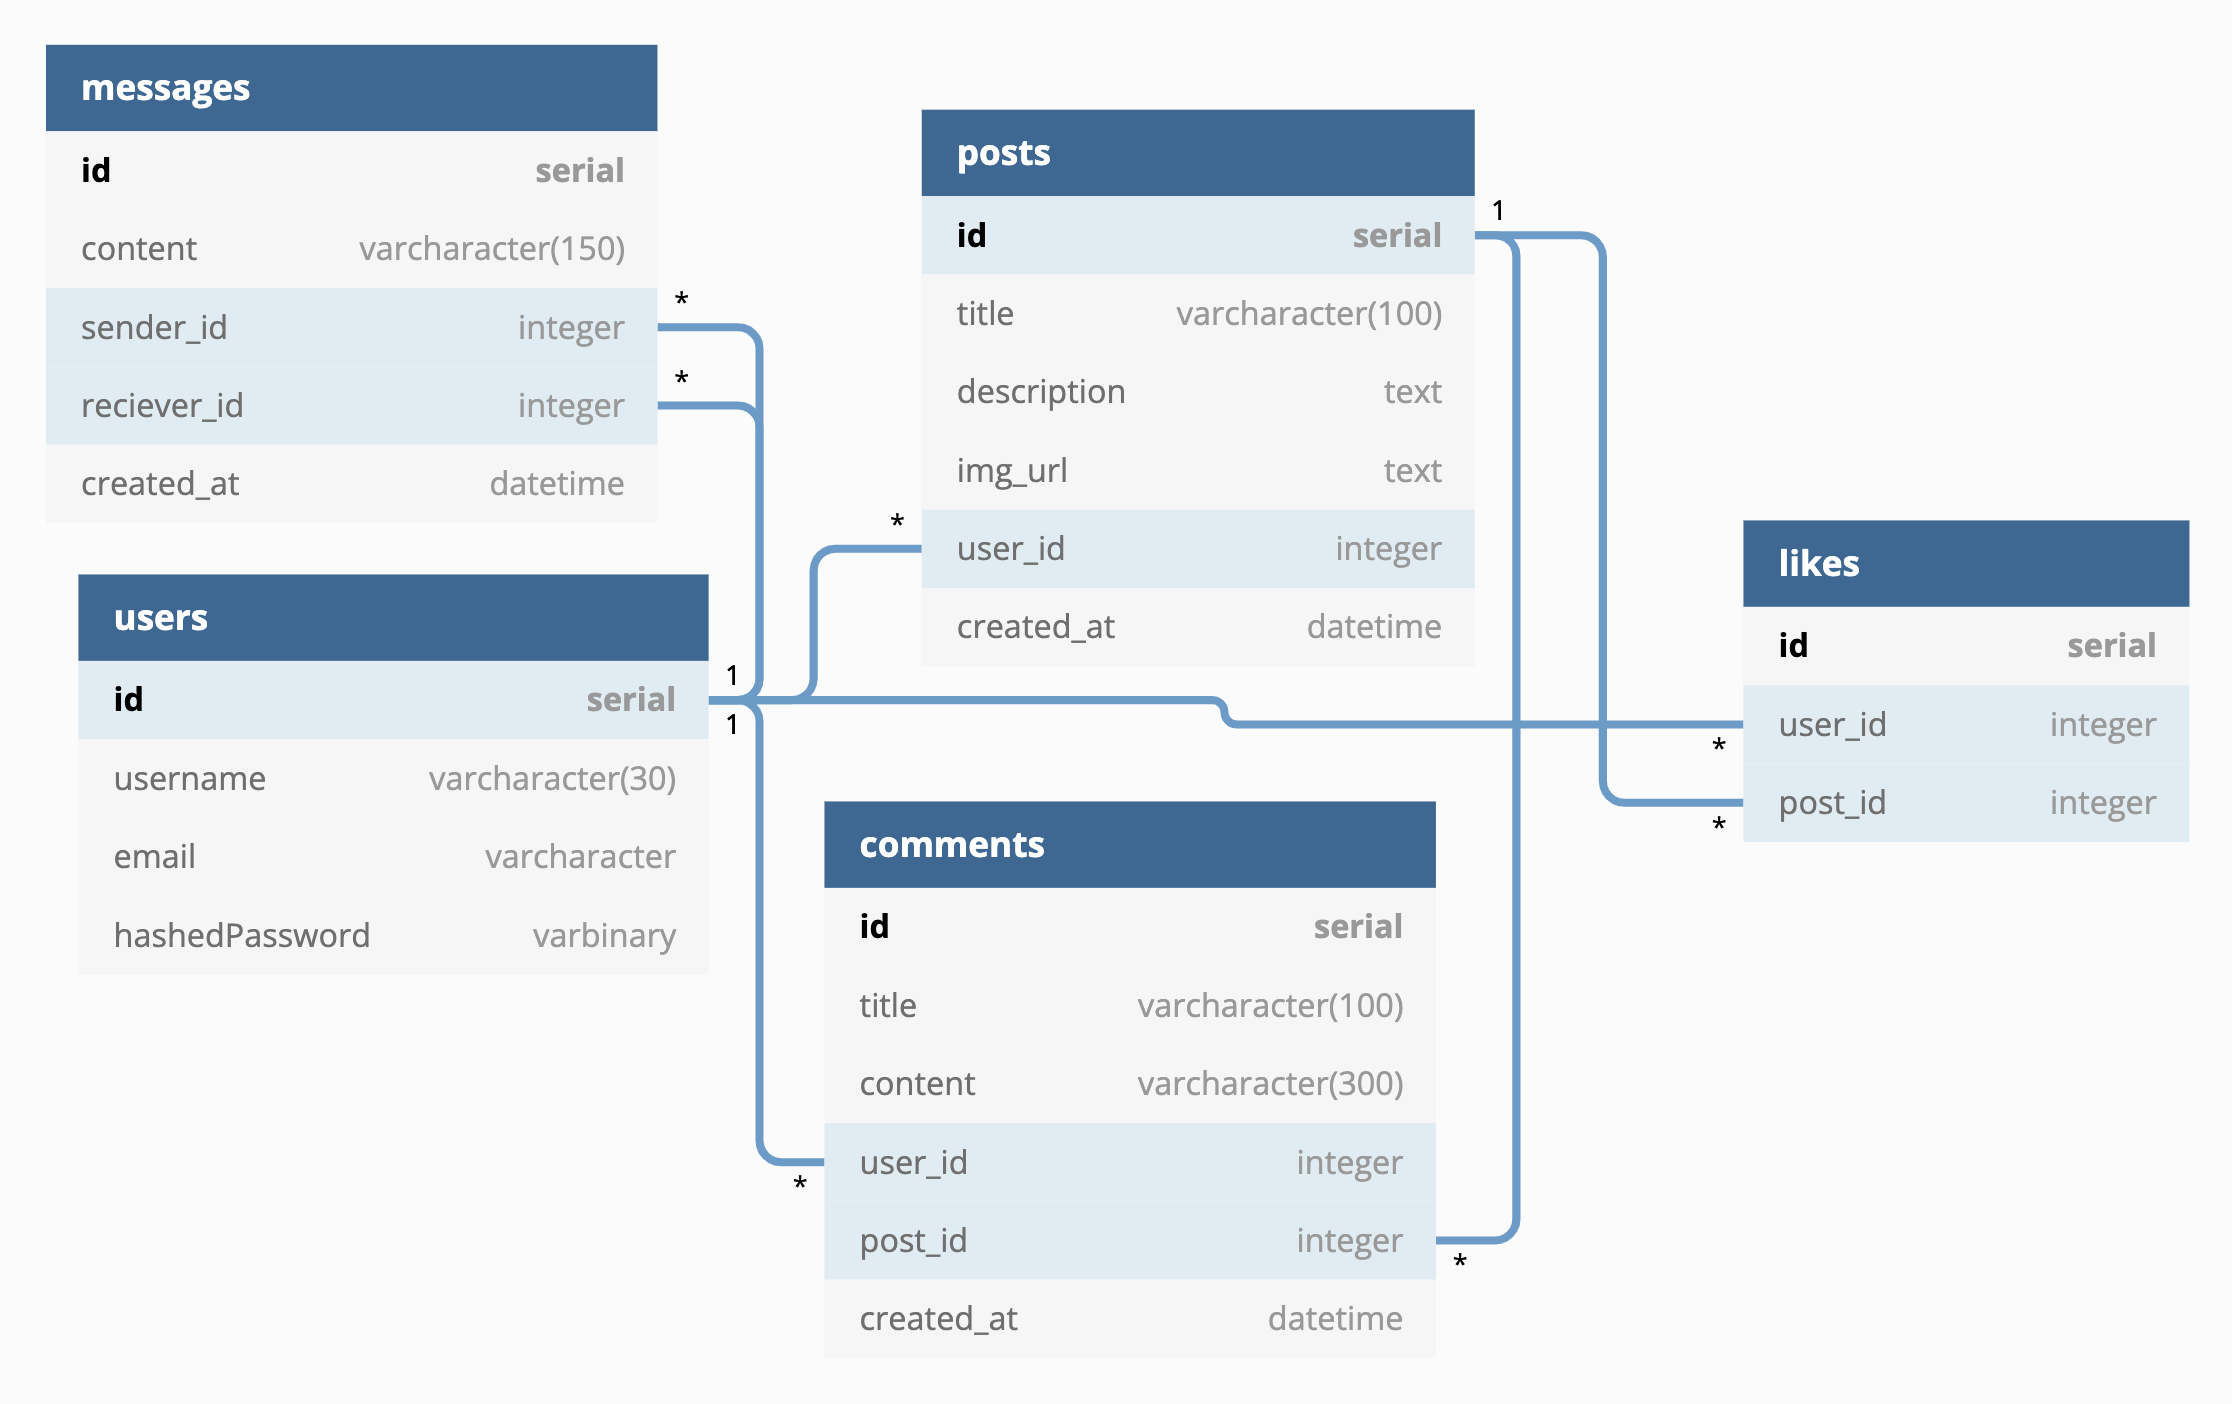 messages
id serial
content varcharacter(150)
sender_id integer *
reciever_id integer *
created_at datetime
users
id serial 1
1
username varcharacter(30)
email varcharacter
hashedPassword varbinary
posts
id serial 1
title varcharacter(100)
description text
img_url text
* user_id integer
created_at datetime
comments
id serial
title varcharacter(100)
content varcharacter(300)
* user_id integer
post_id integer *
created_at datetime
likes
id serial
* user_id integer
* post_id integer